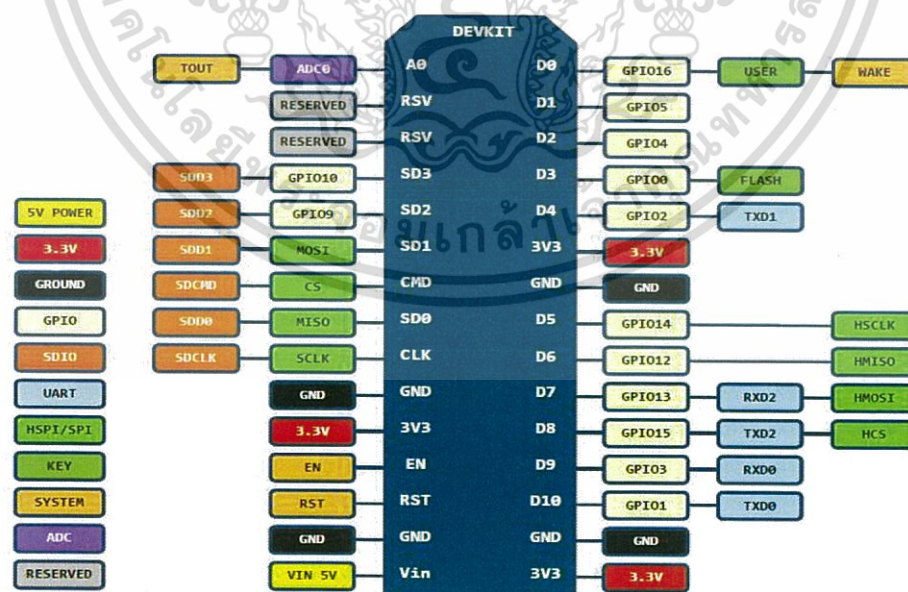 DEVKIT
TOUT ADC0 A0 D0 GPIO16 USER WAKE
RESERVED RSV D1 GPIO5
RESERVED RSV D2 GPIO4
SDD3 GPIO10 SD3 D3 GPIO0 FLASH
5V POWER SDD2 GPIO9 SD2 D4 GPIO2 TXD1
3.3V SDD1 MOSI SD1 3V3 3.3V
GROUND SDCMD CS CMD GND GND
GPIO SDD0 MISO SD0 D5 GPIO14 HSCLK
SDIO SDCLK SCLK CLK D6 GPIO12 HMISO
UART GND GND D7 GPIO13 RXD2 HMOSI
HSPI/SPI 3.3V 3V3 D8 GPIO15 TXD2 HCS
KEY EN EN D9 GPIO3 RXD0
SYSTEM RST RST D10 GPIO1 TXD0
ADC GND GND GND GND
RESERVED VIN 5V Vin 3V3 3.3V